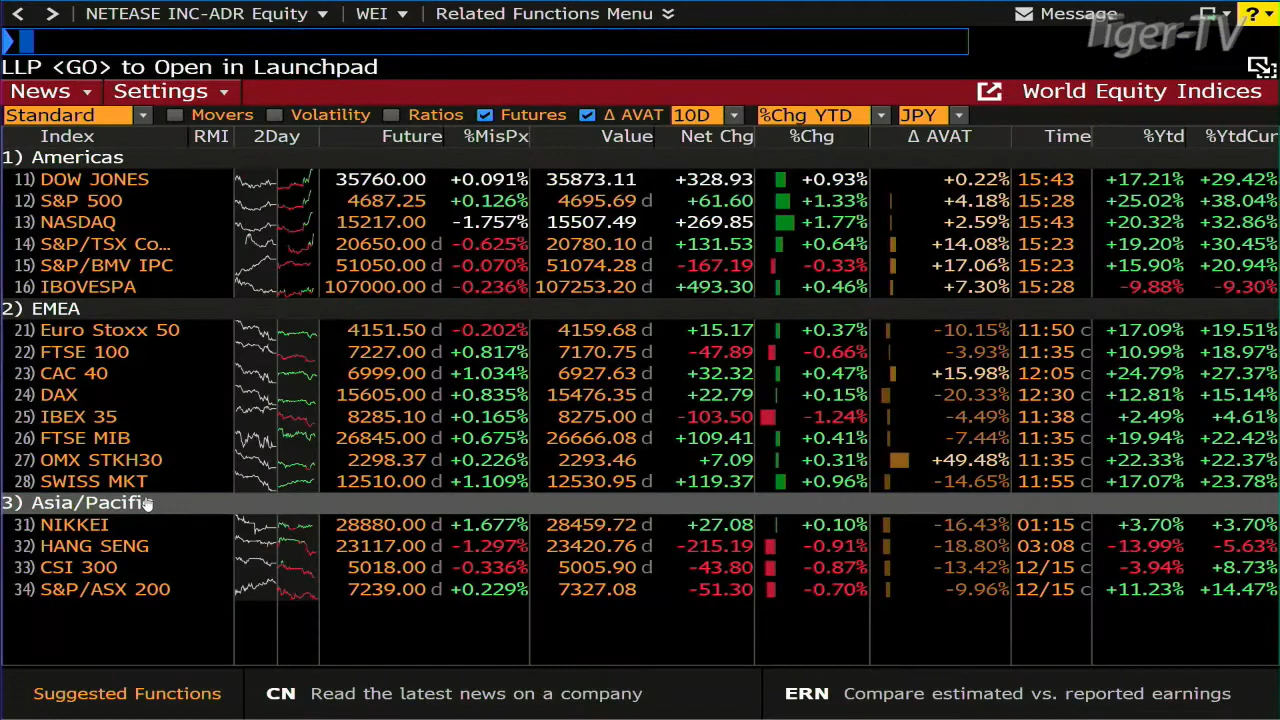 < > NETEASE INC-ADR Equity WEI Related Functions Menu Message ?
Tiger-TV
LLP <GO> to Open in Launchpad
News Settings World Equity Indices
Standard Movers Volatility Ratios Futures Δ AVAT 10D %Chg YTD JPY
Index RMI 2Day Future %MisPx Value Net Chg %Chg Δ AVAT Time %Ytd %YtdCur
1) Americas
11) DOW JONES 35760.00 +0.091% 35873.11 +328.93 +0.93% +0.22% 15:43 +17.21% +29.42%
12) S&P 500 4687.25 +0.126% 4695.69 d +61.60 +1.33% +4.18% 15:28 +25.02% +38.04%
13) NASDAQ 15217.00 -1.757% 15507.49 +269.85 +1.77% +2.59% 15:43 +20.32% +32.86%
14) S&P/TSX Co... 20650.00 d -0.625% 20780.10 d +131.53 +0.64% +14.08% 15:23 +19.20% +30.45%
15) S&P/BMV IPC 51050.00 d -0.070% 51074.28 d -167.19 -0.33% +17.06% 15:23 +15.90% +20.94%
16) IBOVESPA 107000.00 d -0.236% 107253.20 d +493.30 +0.46% +7.30% 15:28 -9.88% -9.30%
2) EMEA
21) Euro Stoxx 50 4151.50 d -0.202% 4159.68 d +15.17 +0.37% -10.15% 11:50 c +17.09% +19.51%
22) FTSE 100 7227.00 d +0.817% 7170.75 d -47.89 -0.66% -3.93% 11:35 c +10.99% +18.97%
23) CAC 40 6999.00 d +1.034% 6927.63 d +32.32 +0.47% +15.98% 12:05 c +24.79% +27.37%
24) DAX 15605.00 d +0.835% 15476.35 d +22.79 +0.15% -20.33% 12:30 c +12.81% +15.14%
25) IBEX 35 8285.10 d +0.165% 8275.00 d -103.50 -1.24% -4.49% 11:38 c +2.49% +4.61%
26) FTSE MIB 26845.00 d +0.675% 26666.08 d +109.41 +0.41% -7.44% 11:35 c +19.94% +22.42%
27) OMX STKH30 2298.37 d +0.226% 2293.46 +7.09 +0.31% +49.48% 11:35 c +22.33% +22.37%
28) SWISS MKT 12510.00 d +1.109% 12530.95 d +119.37 +0.96% -14.65% 11:55 c +17.07% +23.78%
3) Asia/Pacific
31) NIKKEI 28880.00 d +1.677% 28459.72 d +27.08 +0.10% -16.43% 01:15 c +3.70% +3.70%
32) HANG SENG 23117.00 d -1.297% 23420.76 d -215.19 -0.91% -18.80% 03:08 c -13.99% -5.63%
33) CSI 300 5018.00 d -0.336% 5005.90 d -43.80 -0.87% -13.42% 12/15 c -3.94% +8.73%
34) S&P/ASX 200 7239.00 d +0.229% 7327.08 -51.30 -0.70% -9.96% 12/15 c +11.23% +14.47%
Suggested Functions CN Read the latest news on a company ERN Compare estimated vs. reported earnings